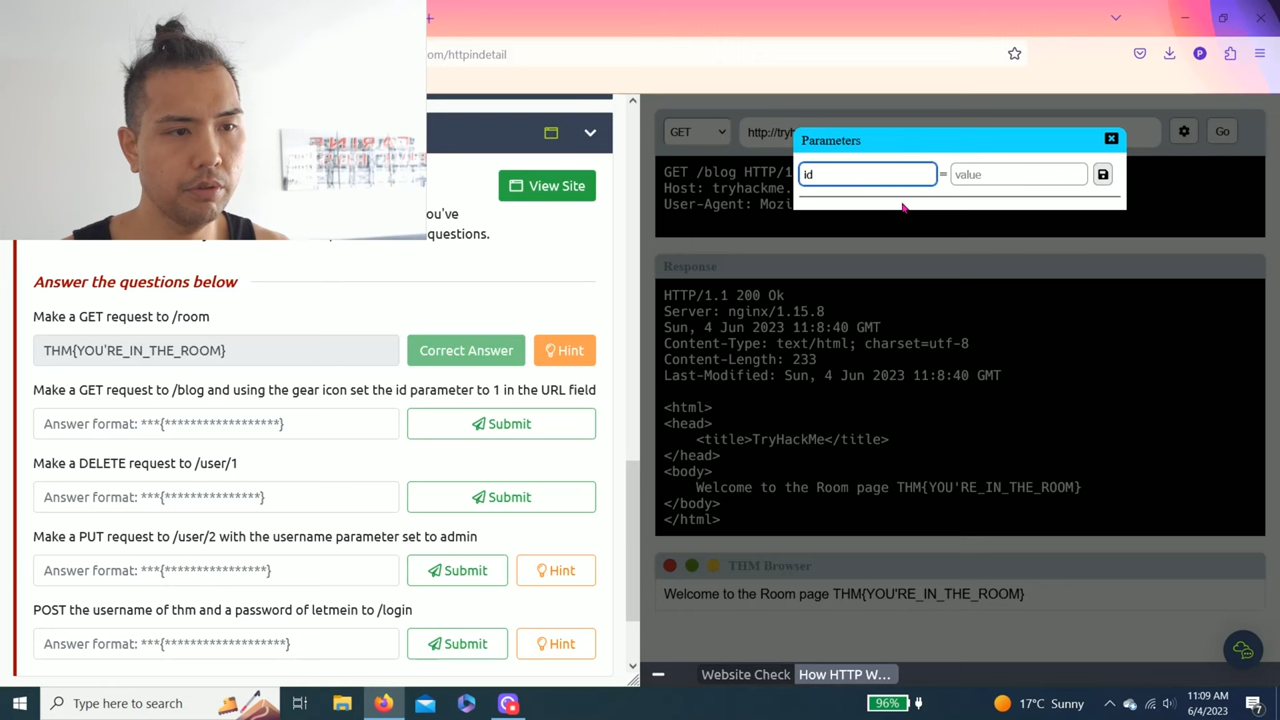 com/httpindetail
View Site
ou've
questions.
Answer the questions below
Make a GET request to /room
THM{YOU'RE_IN_THE_ROOM}
Correct Answer
Hint
Make a GET request to /blog and using the gear icon set the id parameter to 1 in the URL field
Answer format: ***{******************}
Submit
Make a DELETE request to /user/1
Answer format: ***{***************}
Submit
Make a PUT request to /user/2 with the username parameter set to admin
Answer format: ***{****************}
Submit
Hint
POST the username of thm and a password of letmein to /login
Answer format: ***{*******************}
Submit
Hint
GET
http://tryh
Go
Parameters
id
=
value
GET /blog HTTP/1
Host: tryhackme.
User-Agent: Mozi
Response
HTTP/1.1 200 Ok
Server: nginx/1.15.8
Sun, 4 Jun 2023 11:8:40 GMT
Content-Type: text/html; charset=utf-8
Content-Length: 233
Last-Modified: Sun, 4 Jun 2023 11:8:40 GMT
<html>
<head>
<title>TryHackMe</title>
</head>
<body>
Welcome to the Room page THM{YOU'RE_IN_THE_ROOM}
</body>
</html>
THM Browser
Welcome to the Room page THM{YOU'RE_IN_THE_ROOM}
Website Check
How HTTP W...
Type here to search
96%
17°C Sunny
11:09 AM
6/4/2023
7